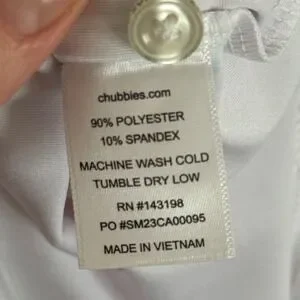 chubbies.com
90% POLYESTER
10% SPANDEX
MACHINE WASH COLD
TUMBLE DRY LOW
RN #143198
PO #SM23CA00095
MADE IN VIETNAM